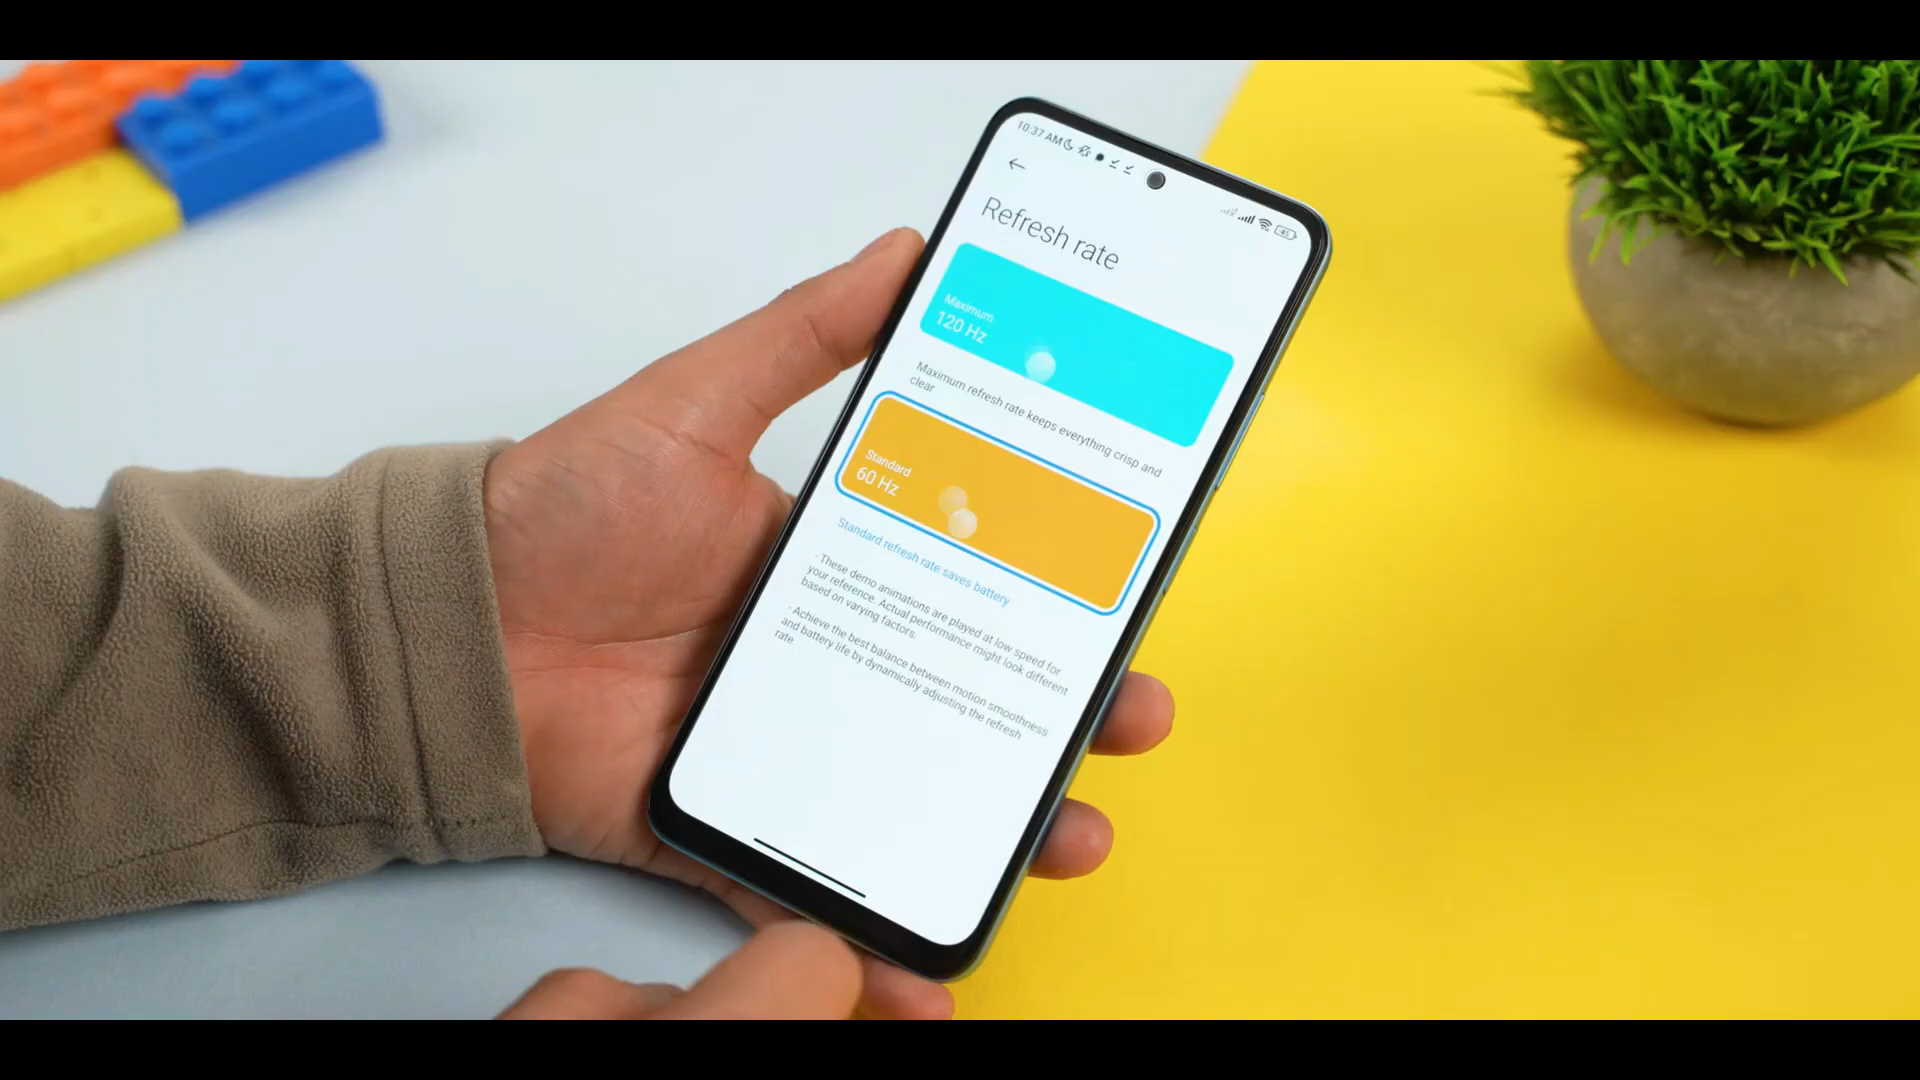 10:37 AM
Refresh rate
Maximum
120 Hz
Maximum refresh rate keeps everything crisp and
clear
Standard
60 Hz
Standard refresh rate saves battery
· These demo animations are played at low speed for
your reference. Actual performance might look different
based on varying factors.
· Achieve the best balance between motion smoothness
and battery life by dynamically adjusting the refresh
rate.